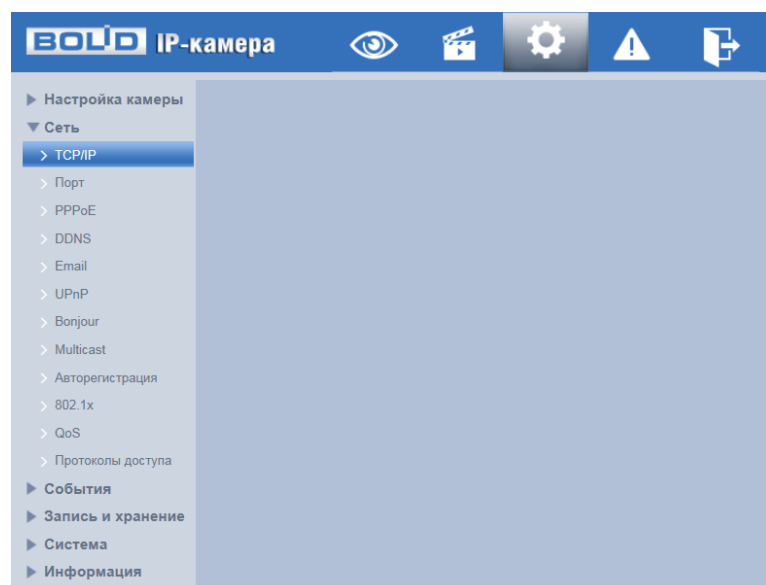 BOLID IP-камера
Настройка камеры
Сеть
TCP/IP
Порт
PPPoE
DDNS
Email
UPnP
Bonjour
Multicast
Авторегистрация
802.1x
QoS
Протоколы доступа
События
Запись и хранение
Система
Информация